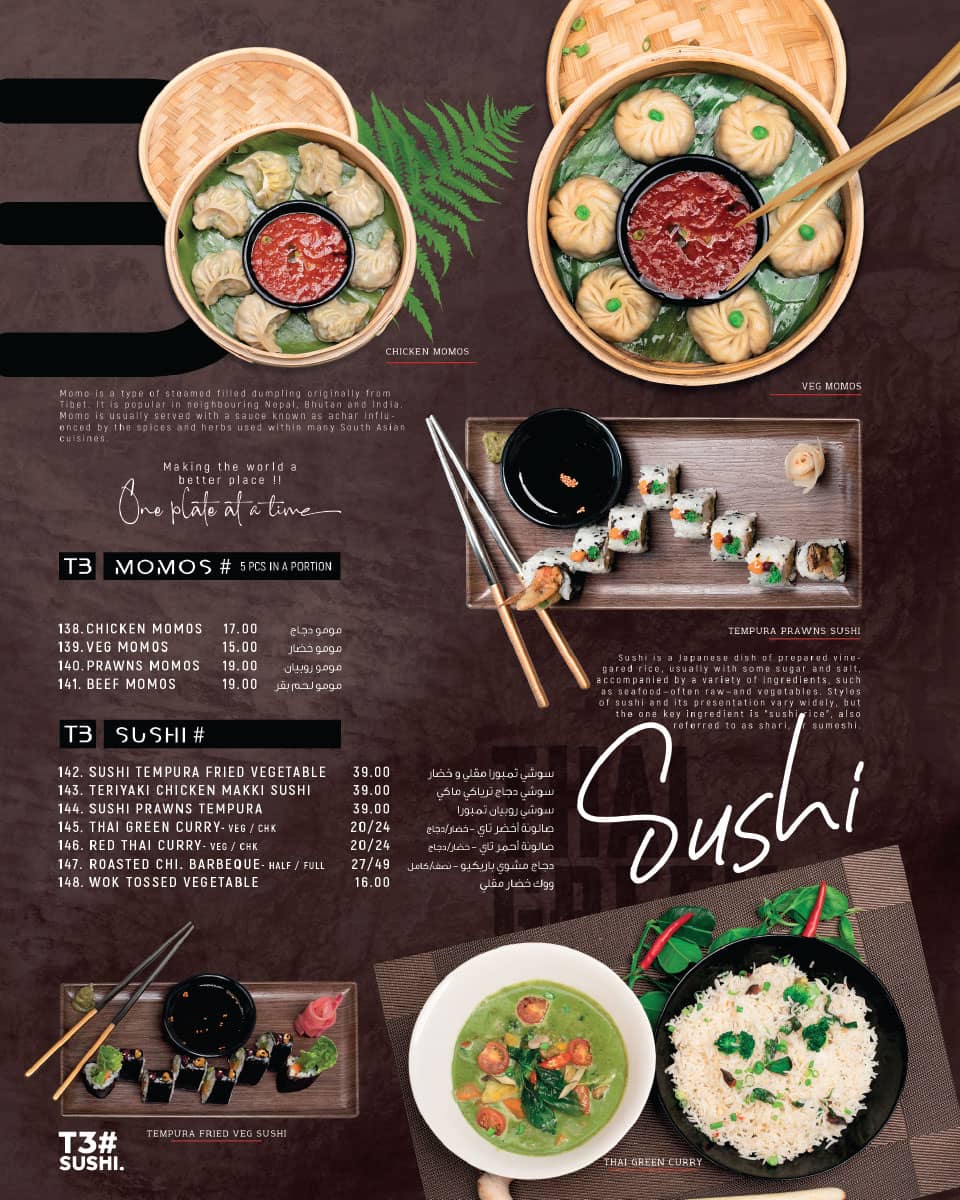 CHICKEN MOMOS
VEG MOMOS
Momo is a type of steamed filled dumpling originally from
Tibet. It is popular in neighbouring Nepal, Bhutan and India.
Momo is usually served with a sauce known as achar influ-
enced by the spices and herbs used within many South Asian
cuisines.
Making the world a
better place !!
One plate at a time
T3 MOMOS # 5 PCS IN A PORTION
138. CHICKEN MOMOS 17.00 مومو دجاج
139. VEG MOMOS 15.00 مومو خضار
140. PRAWNS MOMOS 19.00 مومو روبيان
141. BEEF MOMOS 19.00 مومو لحم بقر
TEMPURA PRAWNS SUSHI
Sushi is a Japanese dish of prepared vine-
gared rice, usually with some sugar and salt,
accompanied by a variety of ingredients, such
as seafood—often raw—and vegetables. Styles
of sushi and its presentation vary widely, but
the one key ingredient is "sushi rice", also
referred to as shari, or sumeshi.
T3 SUSHI #
142. SUSHI TEMPURA FRIED VEGETABLE 39.00 سوشي تمبورا مقلي و خضار
143. TERIYAKI CHICKEN MAKKI SUSHI 39.00 سوشي دجاج ترياكي ماكي
144. SUSHI PRAWNS TEMPURA 39.00 سوشي روبيان تمبورا
145. THAI GREEN CURRY- VEG / CHK 20/24 صالونة أخضر تاي - خضار/دجاج
146. RED THAI CURRY- VEG / CHK 20/24 صالونة أحمر تاي - خضار/دجاج
147. ROASTED CHI. BARBEQUE- HALF / FULL 27/49 دجاج مشوي باربكيو - نصف/كامل
148. WOK TOSSED VEGETABLE 16.00 ووك خضار مقلي
Sushi
THAI
TEMPURA FRIED VEG SUSHI
T3#
SUSHI.
THAI GREEN CURRY